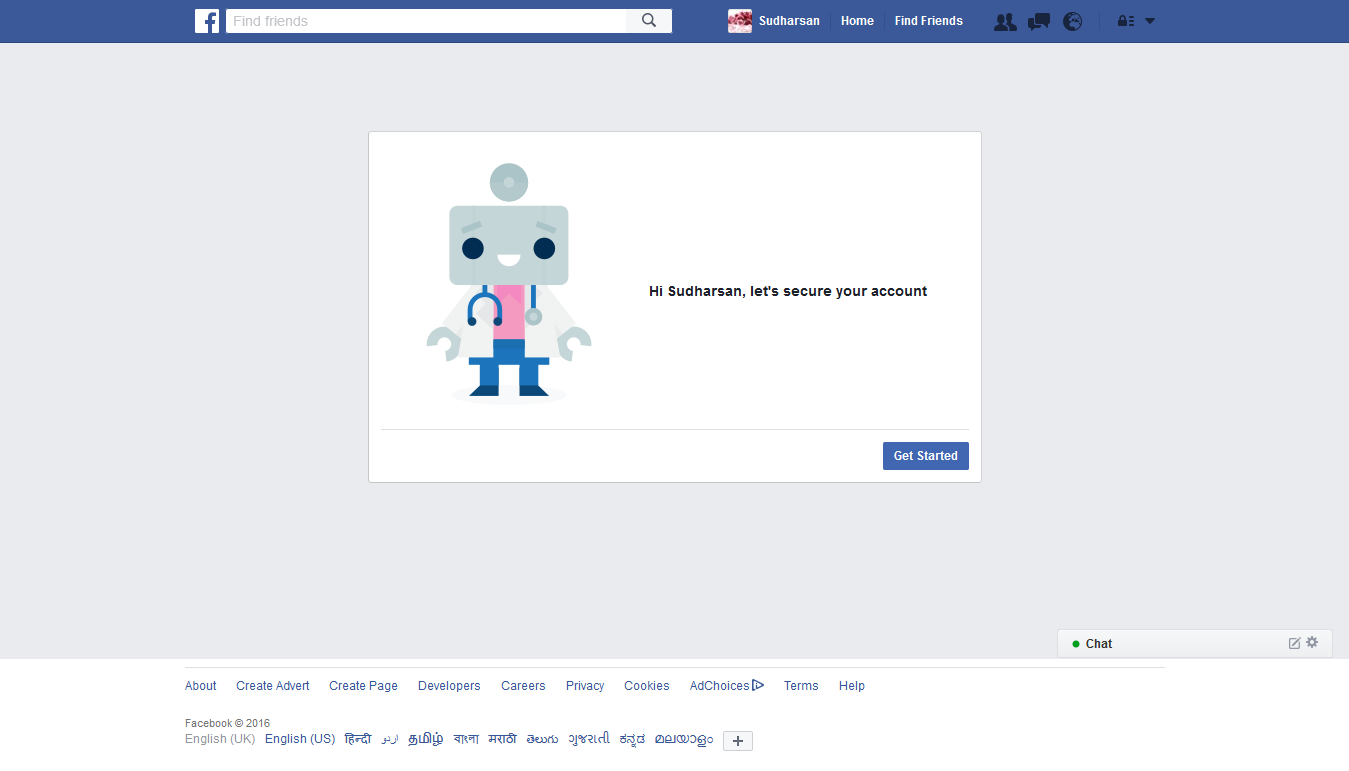 Find friends
Sudharsan Home Find Friends
Hi Sudharsan, let's secure your account
Get Started
Chat
About Create Advert Create Page Developers Careers Privacy Cookies AdChoices Terms Help
Facebook © 2016
English (UK) English (US) हिन्दी اردو தமிழ் বাংলা मराठी తెలుగు ગુજરાતી ಕನ್ನಡ മലയാളം